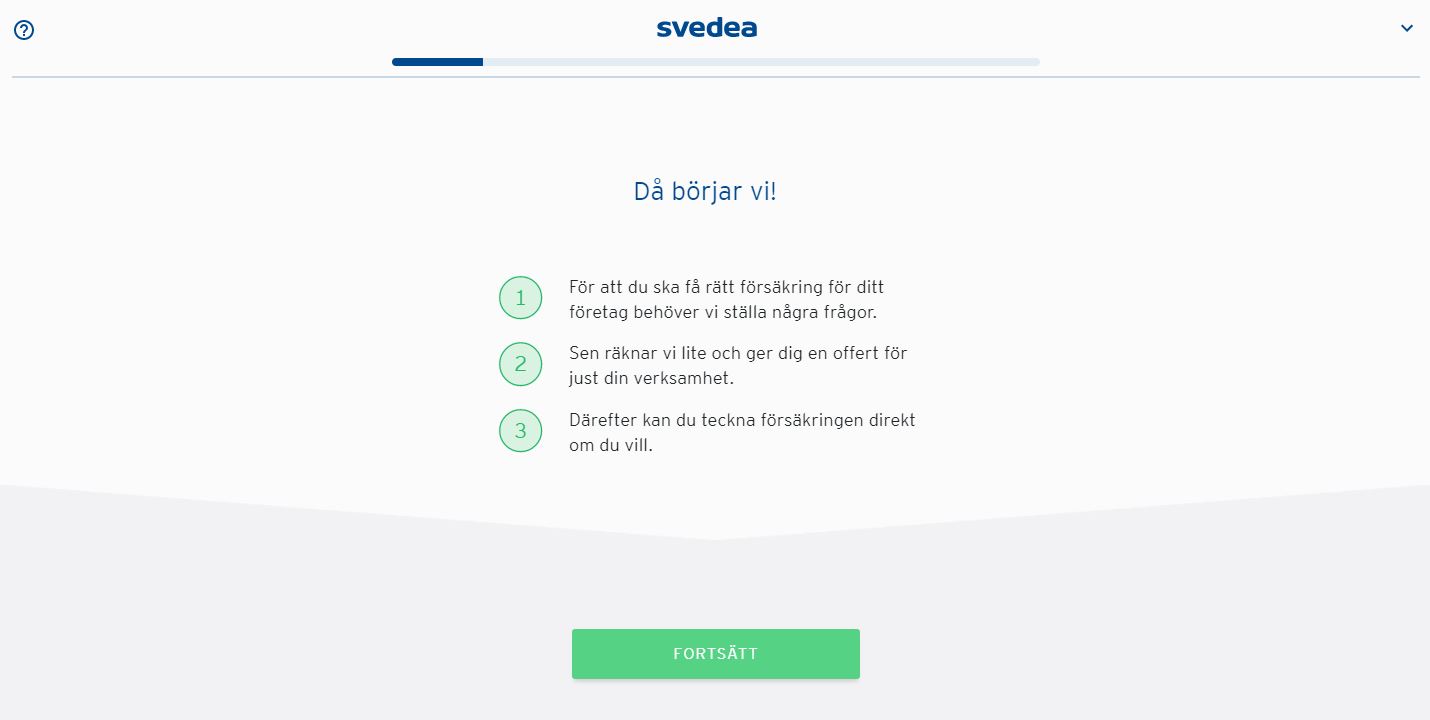 svedea
Då börjar vi!
1
För att du ska få rätt försäkring för ditt
företag behöver vi ställa några frågor.
2
Sen räknar vi lite och ger dig en offert för
just din verksamhet.
3
Därefter kan du teckna försäkringen direkt
om du vill.
FORTSÄTT